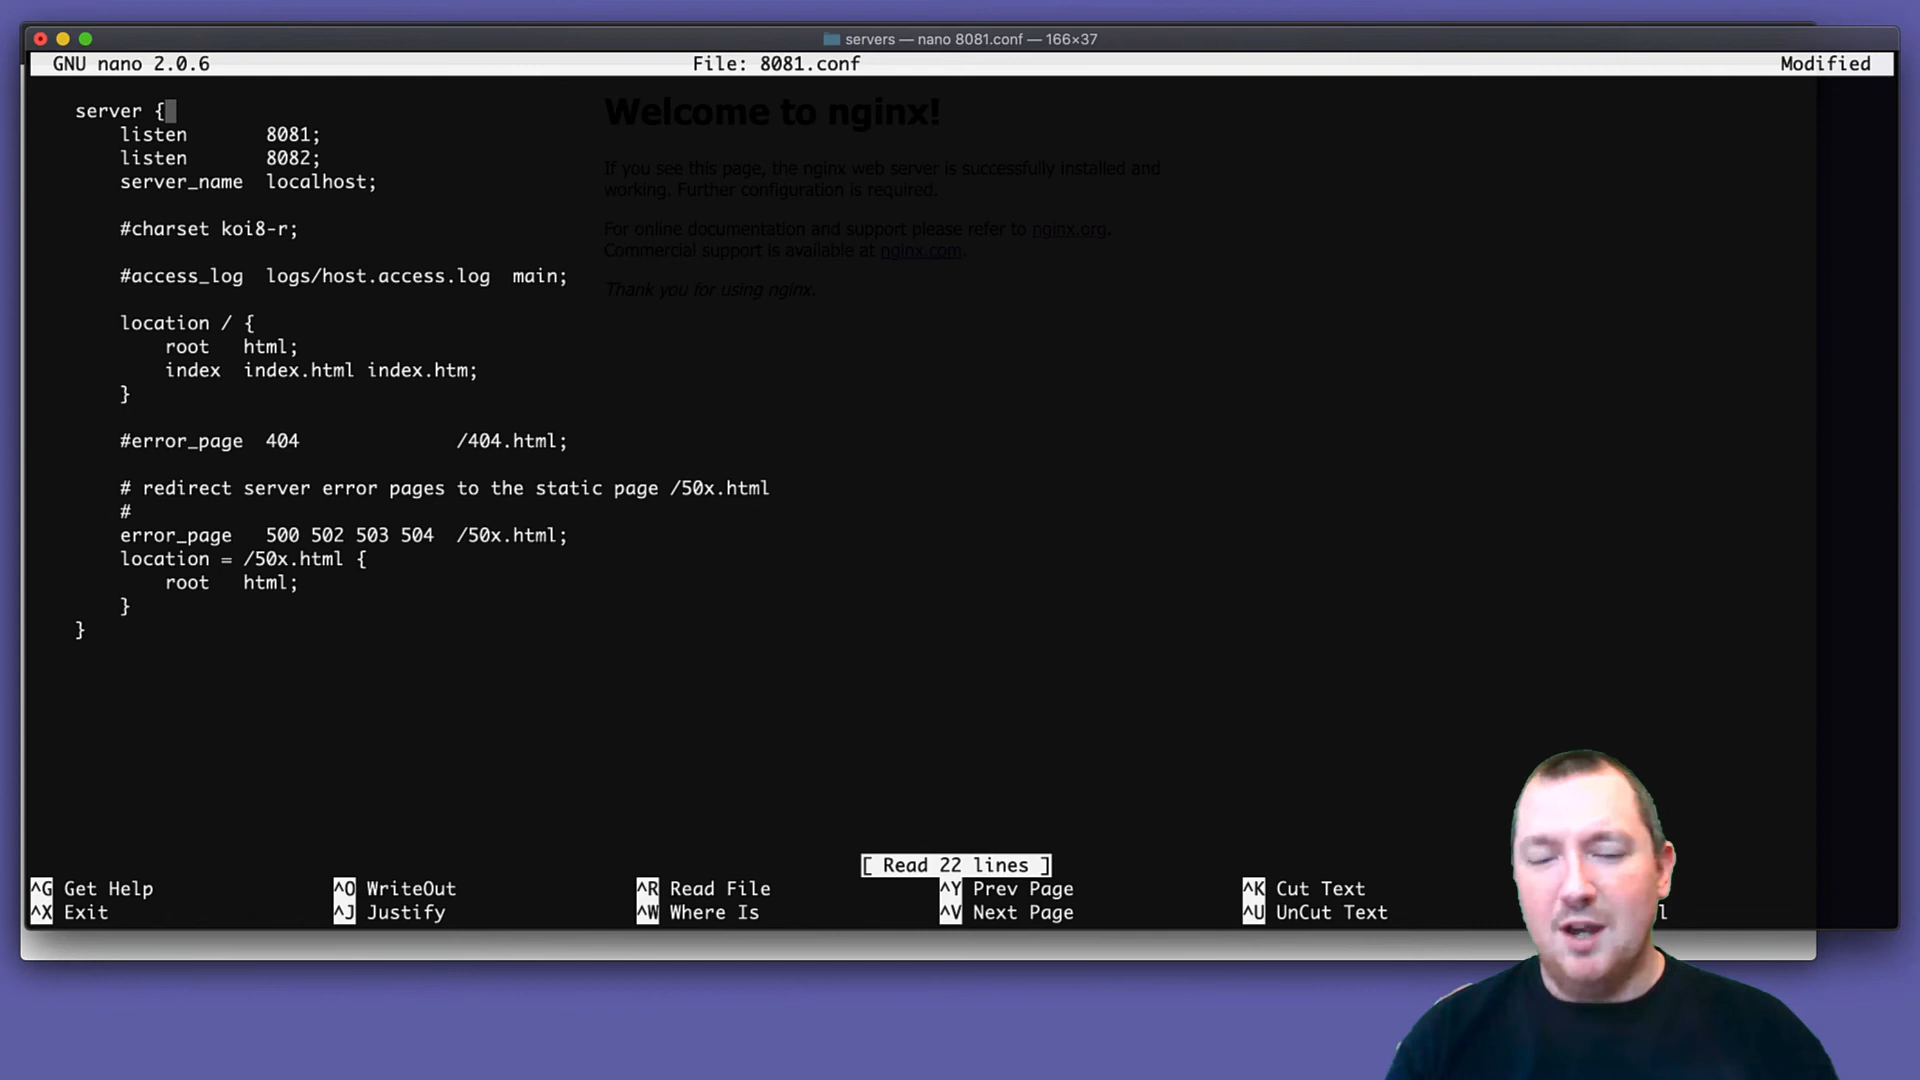 servers — nano 8081.conf — 166×37
GNU nano 2.0.6 File: 8081.conf Modified
server {
listen 8081;
listen 8082;
server_name localhost;
#charset koi8-r;
#access_log logs/host.access.log main;
location / {
root html;
index index.html index.htm;
}
#error_page 404 /404.html;
# redirect server error pages to the static page /50x.html
#
error_page 500 502 503 504 /50x.html;
location = /50x.html {
root html;
}
}
Welcome to nginx!
If you see this page, the nginx web server is successfully installed and
working. Further configuration is required.
For online documentation and support please refer to nginx.org.
Commercial support is available at nginx.com.
Thank you for using nginx.
[ Read 22 lines ]
^G Get Help ^O WriteOut ^R Read File ^Y Prev Page ^K Cut Text
^X Exit ^J Justify ^W Where Is ^V Next Page ^U UnCut Text